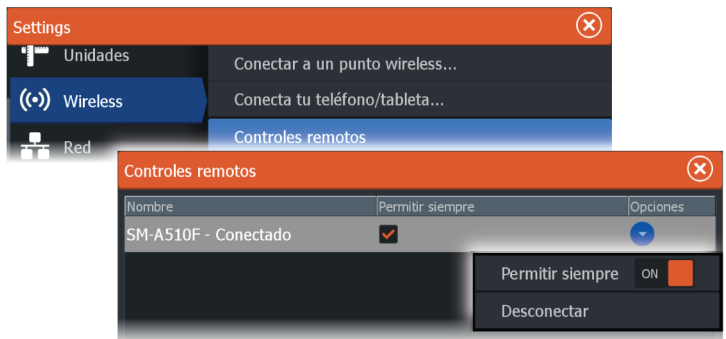 Settings
Unidades
Conectar a un punto wireless...
Wireless
Conecta tu teléfono/tableta...
Red
Controles remotos
Controles remotos
Nombre Permitir siempre Opciones
SM-A510F - Conectado
Permitir siempre ON
Desconectar